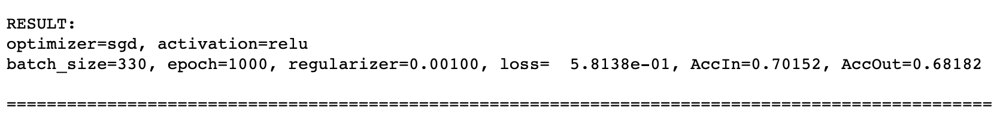 RESULT:
optimizer=sgd, activation=relu
batch_size=330, epoch=1000, regularizer=0.00100, loss=  5.8138e-01, AccIn=0.70152, AccOut=0.68182
==================================================================================================